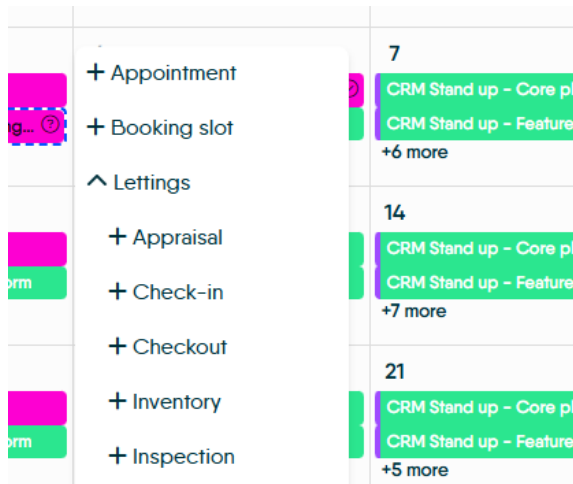 + Appointment
+ Booking slot
Lettings
+ Appraisal
+ Check-in
+ Checkout
+ Inventory
+ Inspection
ng...
orm
orm
7
CRM Stand up - Core pl
CRM Stand up - Feature
+6 more
14
CRM Stand up - Core pl
CRM Stand up - Feature
+7 more
21
CRM Stand up - Core pl
CRM Stand up - Feature
+5 more